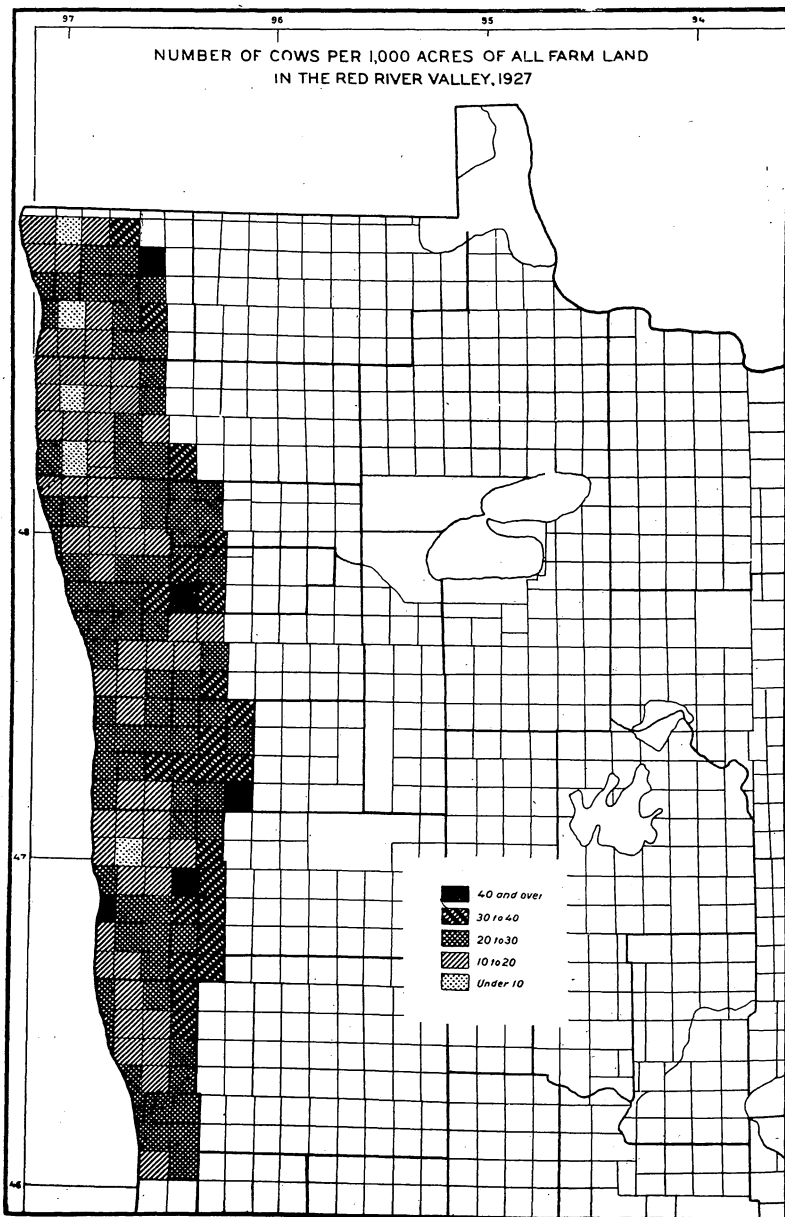 97 96 95 94
NUMBER OF COWS PER 1,000 ACRES OF ALL FARM LAND
IN THE RED RIVER VALLEY, 1927
48
47
40 and over
30 to 40
20 to 30
10 to 20
Under 10
46